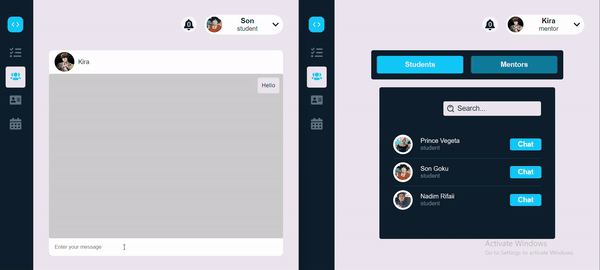 Son
student
Kira
Hello
Enter your message
Kira
mentor
Students
Mentors
Search...
Prince Vegeta
student
Chat
Son Goku
student
Chat
Nadim Rifaii
student
Chat
Activate Windows
Go to Settings to activate Windows.